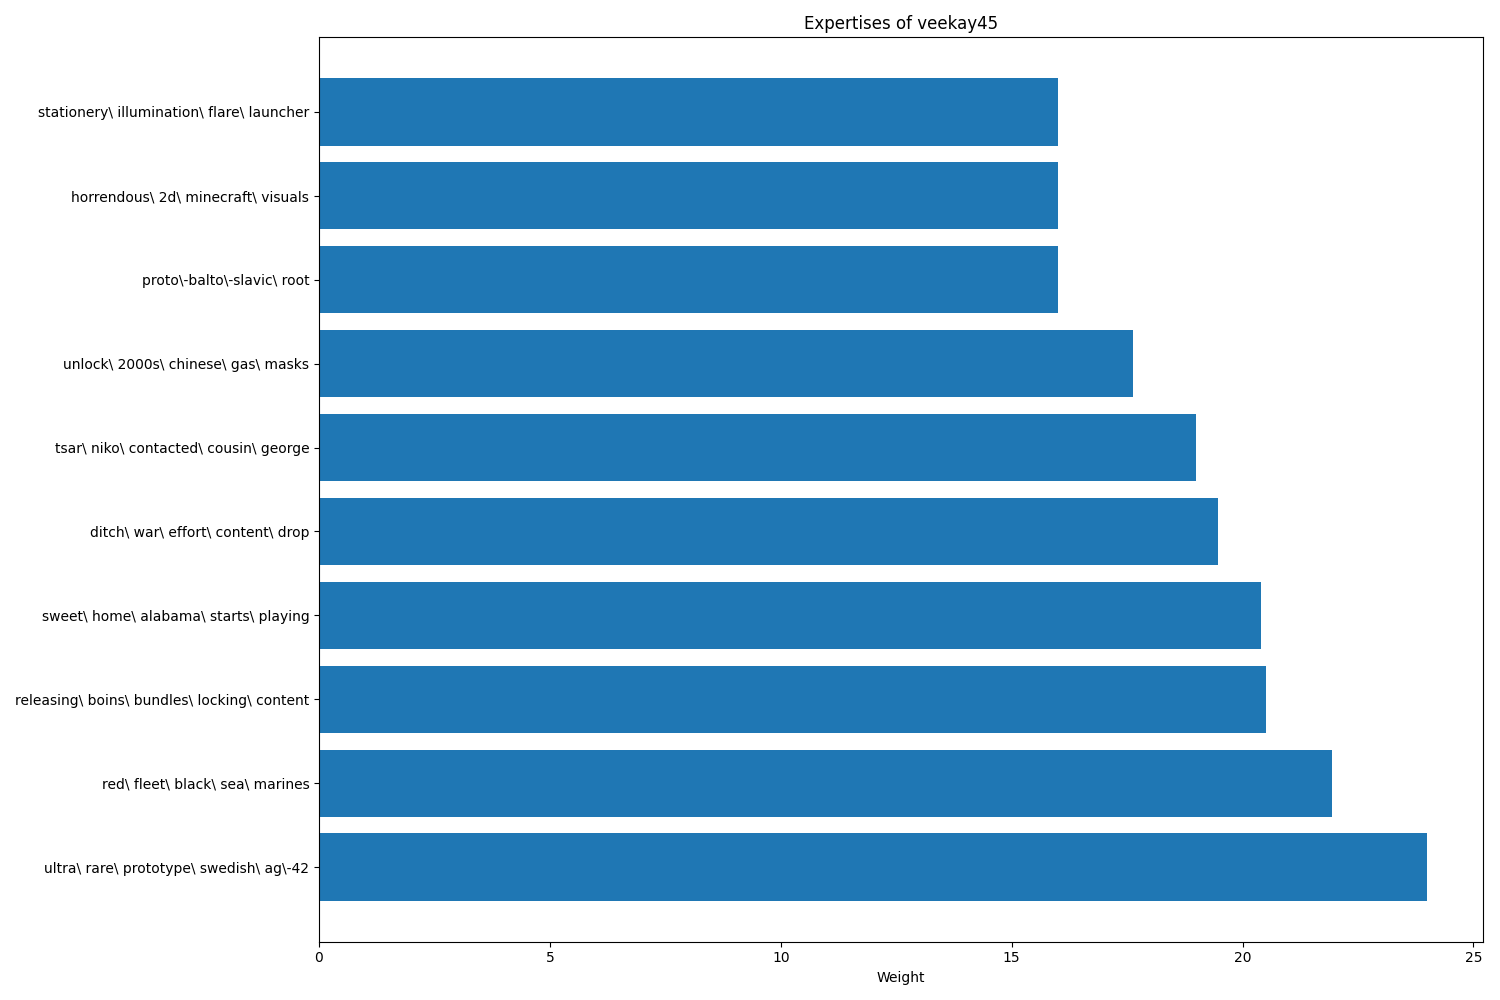 Expertises of veekay45
stationery\ illumination\ flare\ launcher
horrendous\ 2d\ minecraft\ visuals
proto\-balto\-slavic\ root
unlock\ 2000s\ chinese\ gas\ masks
tsar\ niko\ contacted\ cousin\ george
ditch\ war\ effort\ content\ drop
sweet\ home\ alabama\ starts\ playing
releasing\ boins\ bundles\ locking\ content
red\ fleet\ black\ sea\ marines
ultra\ rare\ prototype\ swedish\ ag\-42
0 5 10 15 20 25
Weight